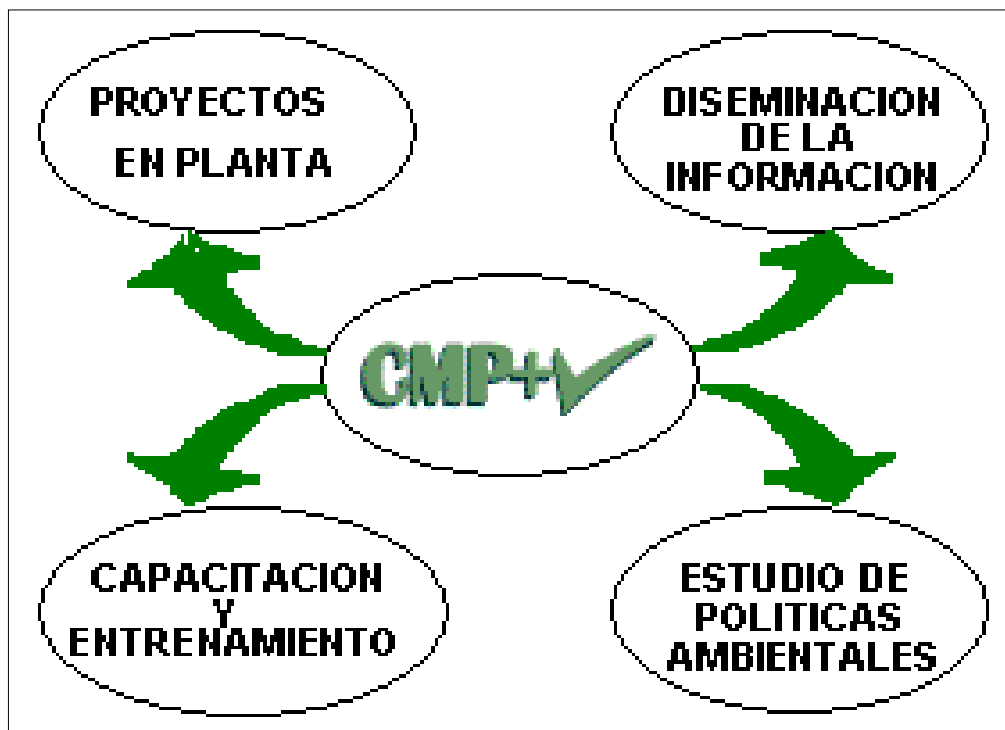 PROYECTOS
EN PLANTA
DISEMINACION
DE LA
INFORMACION
CMP+
CAPACITACION
Y
ENTRENAMIENTO
ESTUDIO DE
POLITICAS
AMBIENTALES